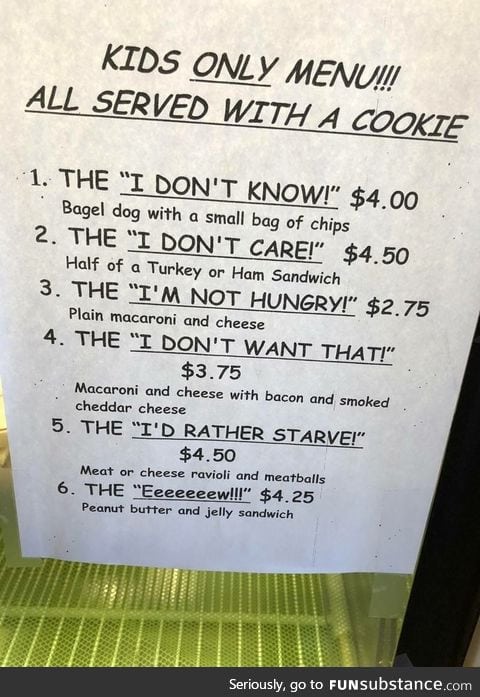 KIDS ONLY MENU!!!
ALL SERVED WITH A COOKIE
1. THE "I DON'T KNOW!" $4.00
Bagel dog with a small bag of chips
2. THE "I DON'T CARE!" $4.50
Half of a Turkey or Ham Sandwich
3. THE "I'M NOT HUNGRY!" $2.75
Plain macaroni and cheese
4. THE "I DON'T WANT THAT!"
$3.75
Macaroni and cheese with bacon and smoked
cheddar cheese
5. THE "I'D RATHER STARVE!"
$4.50
Meat or cheese ravioli and meatballs
6. THE "Eeeeeeew!!!" $4.25
Peanut butter and jelly sandwich
Seriously, go to FUNsubstance.com